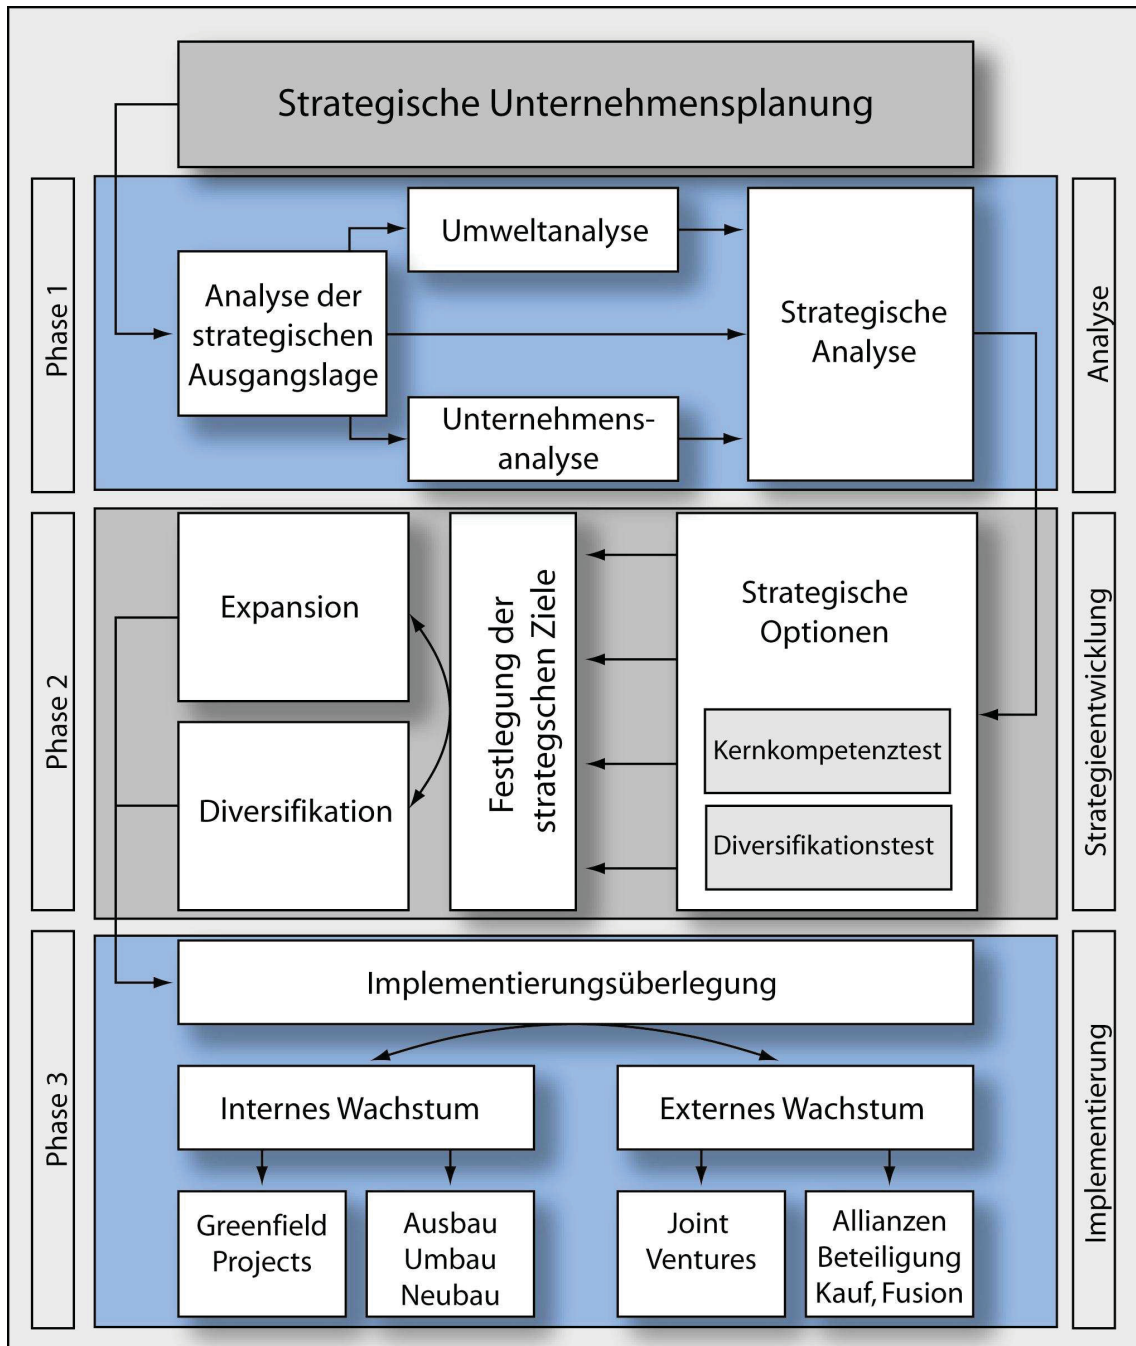 Strategische Unternehmensplanung
Phase 1
Analyse
Analyse der
strategischen
Ausgangslage
Umweltanalyse
Unternehmens-
analyse
Strategische
Analyse
Phase 2
Strategieentwicklung
Expansion
Diversifikation
Festlegung der
strategschen Ziele
Strategische
Optionen
Kernkompetenztest
Diversifikationstest
Phase 3
Implementierung
Implementierungsüberlegung
Internes Wachstum
Externes Wachstum
Greenfield
Projects
Ausbau
Umbau
Neubau
Joint
Ventures
Allianzen
Beteiligung
Kauf, Fusion